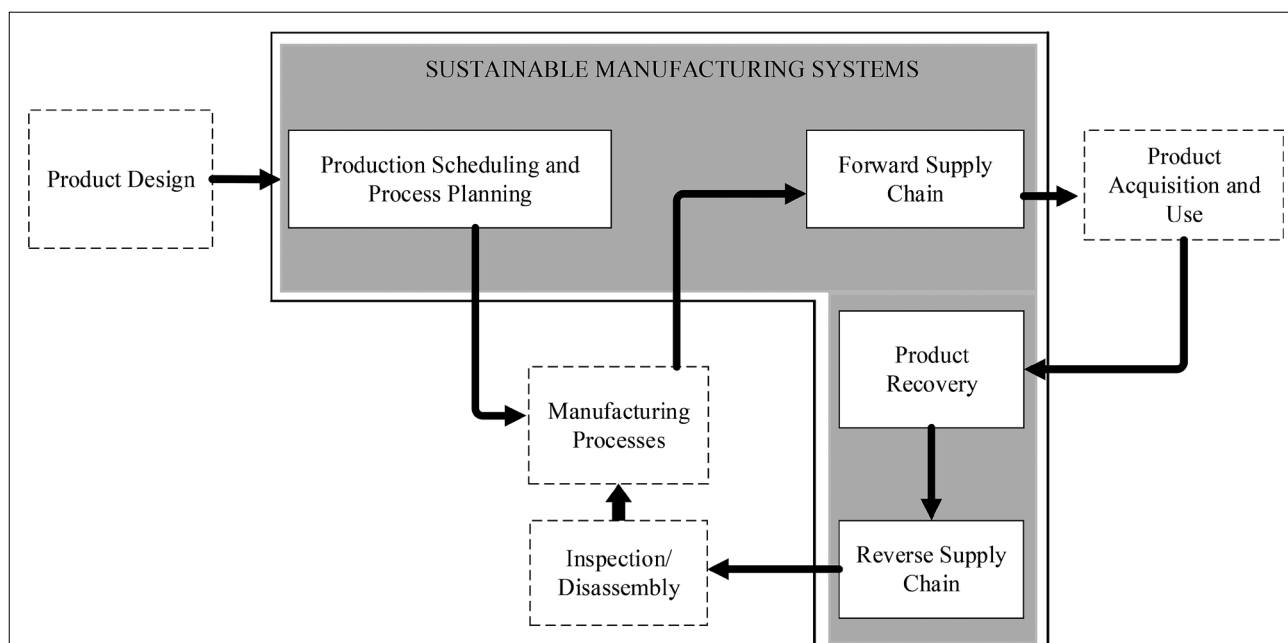 SUSTAINABLE MANUFACTURING SYSTEMS
Product Design
Production Scheduling and
Process Planning
Forward Supply
Chain
Product
Acquisition and
Use
Product
Recovery
Manufacturing
Processes
Inspection/
Disassembly
Reverse Supply
Chain